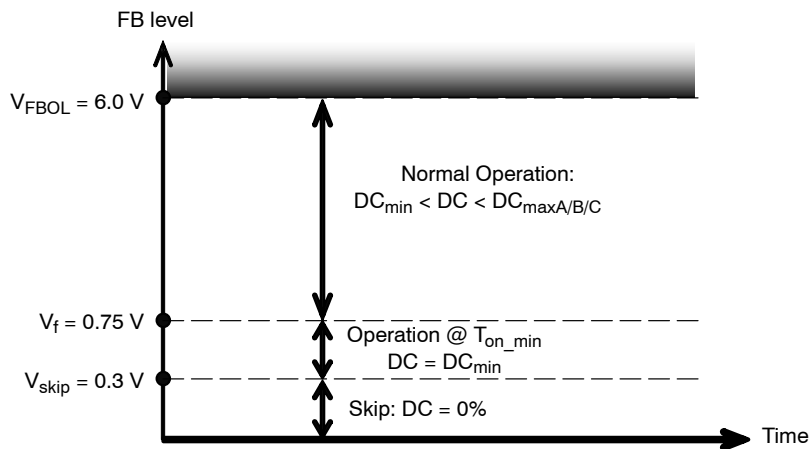 FB level
V_FBOL = 6.0 V
Normal Operation:
DC_min < DC < DC_maxA/B/C
V_f = 0.75 V
Operation @ T_on_min
DC = DC_min
V_skip = 0.3 V
Skip: DC = 0%
Time